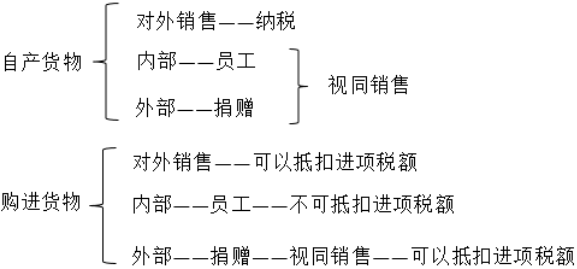 对外销售——纳税
自产货物
内部——员工
视同销售
外部——捐赠
对外销售——可以抵扣进项税额
购进货物
内部——员工——不可抵扣进项税额
外部——捐赠——视同销售——可以抵扣进项税额